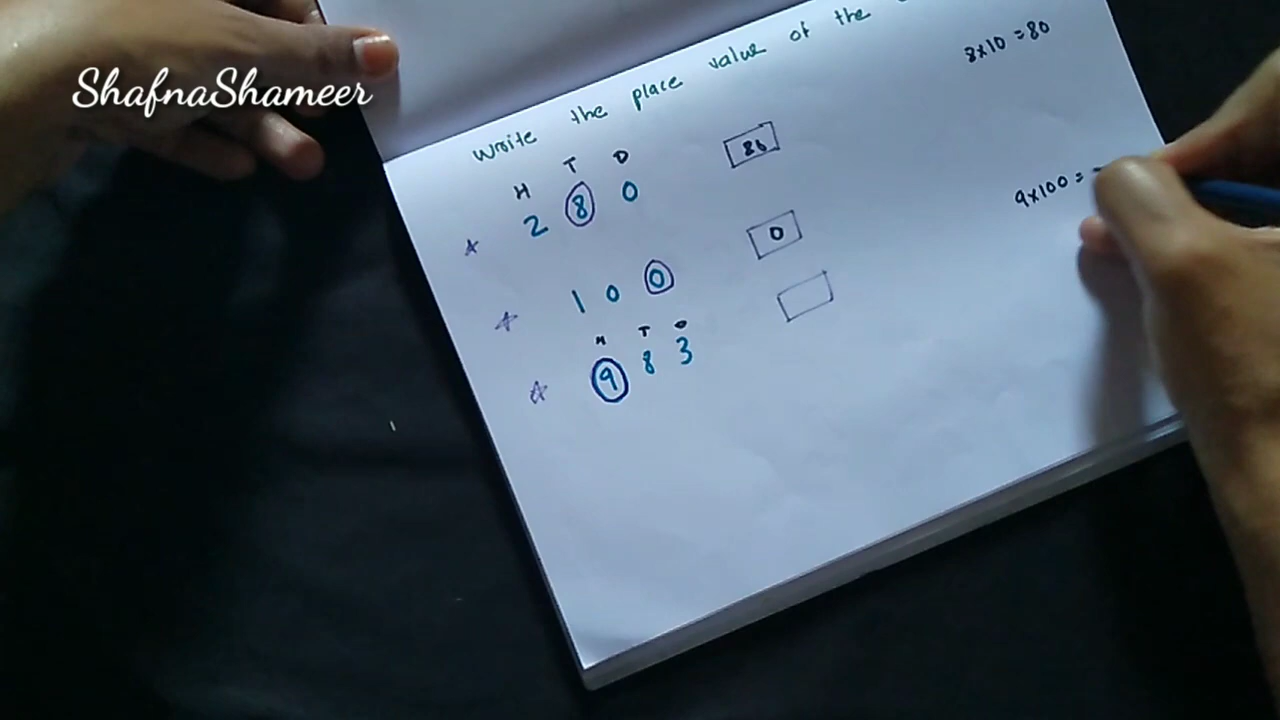 ShafnaShameer
Write the place value of the
8x10 = 80
H T O
2 8 0
80
9x100 =
1 0 0
0
H T O
9 8 3